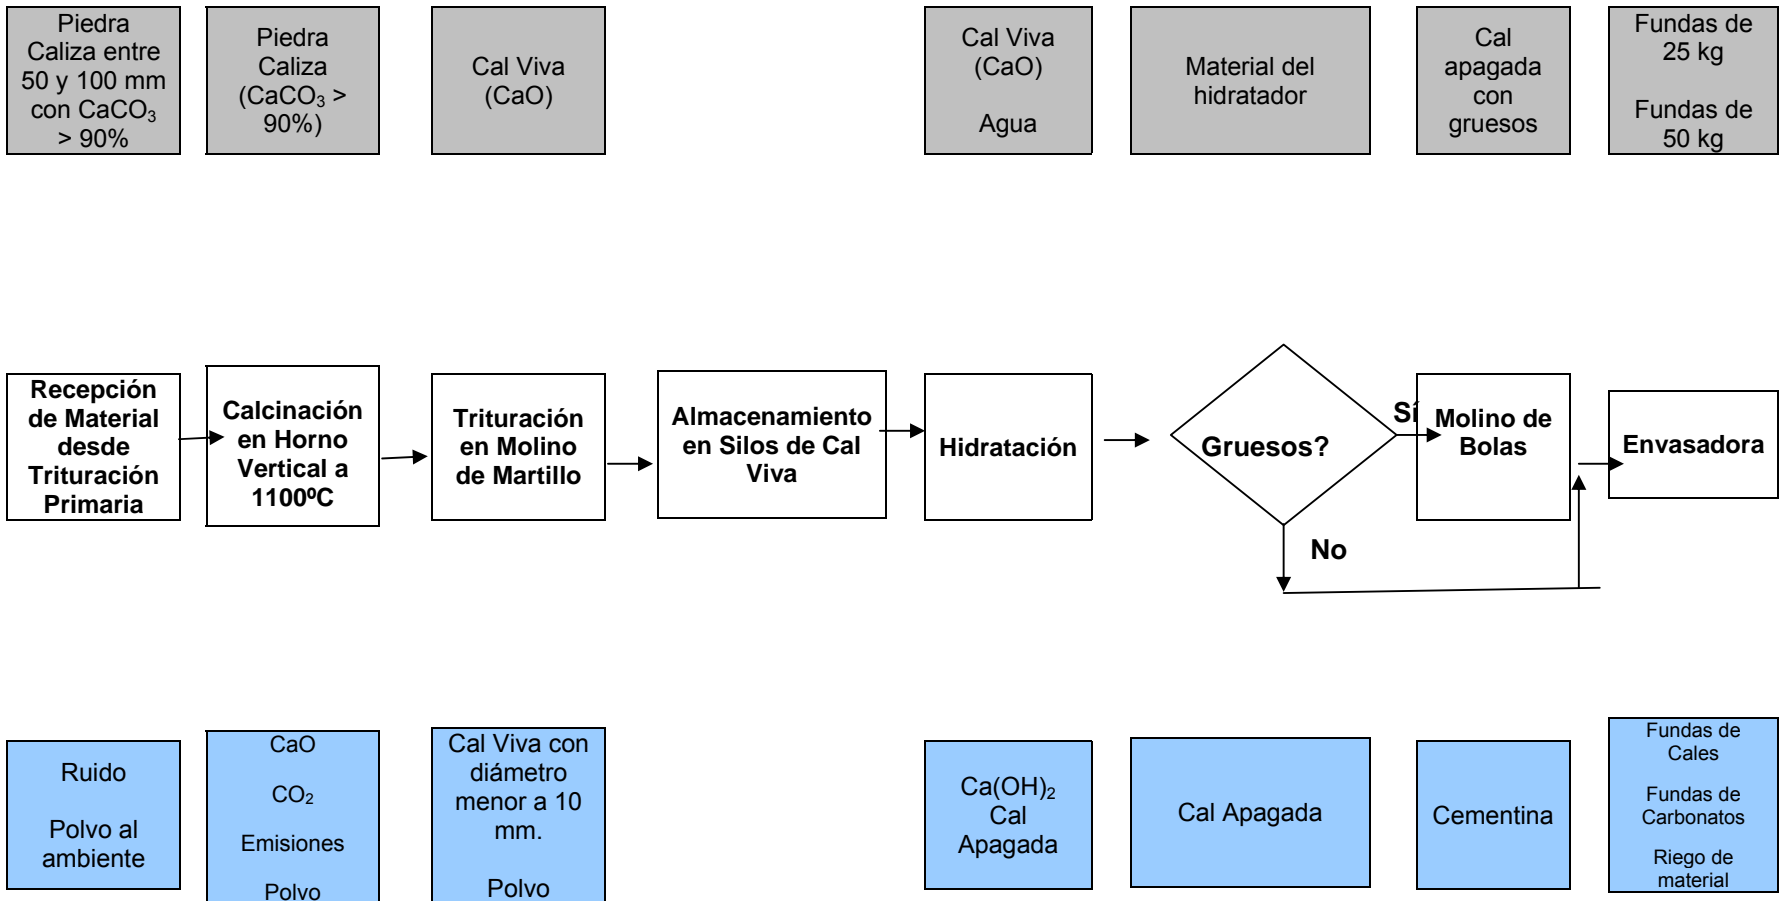 Piedra
Caliza entre
50 y 100 mm
con CaCO₃
> 90%
Piedra
Caliza
(CaCO₃ >
90%)
Cal Viva
(CaO)
Cal Viva
(CaO)
Agua
Material del
hidratador
Cal
apagada
con
gruesos
Fundas de
25 kg
Fundas de
50 kg
Recepción
de Material
desde
Trituración
Primaria
Calcinación
en Horno
Vertical a
1100ºC
Trituración
en Molino
de Martillo
Almacenamiento
en Silos de Cal
Viva
Hidratación
Gruesos?
Sí
No
Molino de
Bolas
Envasadora
Ruido
Polvo al
ambiente
CaO
CO₂
Emisiones
Polvo
Cal Viva con
diámetro
menor a 10
mm.
Polvo
Ca(OH)₂
Cal
Apagada
Cal Apagada
Cementina
Fundas de
Cales
Fundas de
Carbonatos
Riego de
material